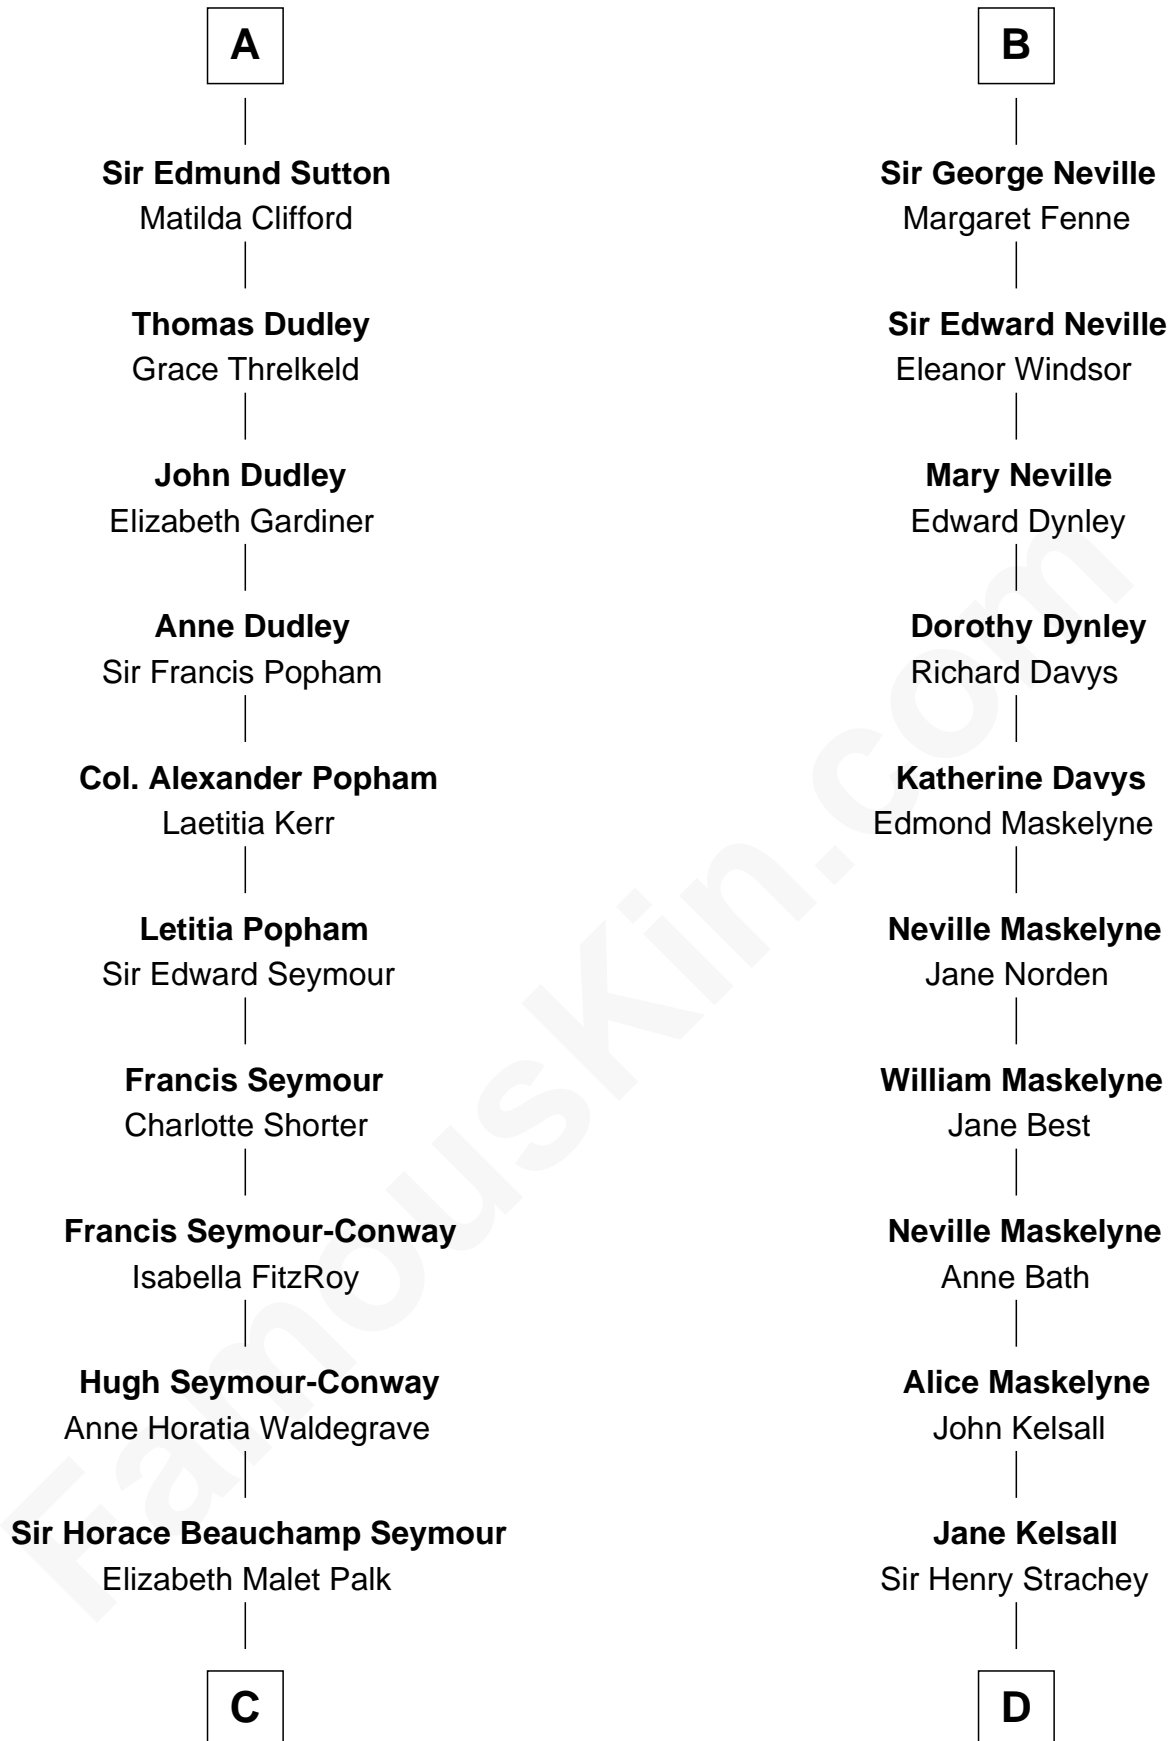 A
Sir Edmund Sutton
Matilda Clifford
Thomas Dudley
Grace Threlkeld
John Dudley
Elizabeth Gardiner
Anne Dudley
Sir Francis Popham
Col. Alexander Popham
Laetitia Kerr
Letitia Popham
Sir Edward Seymour
Francis Seymour
Charlotte Shorter
Francis Seymour-Conway
Isabella FitzRoy
Hugh Seymour-Conway
Anne Horatia Waldegrave
Sir Horace Beauchamp Seymour
Elizabeth Malet Palk
C
B
Sir George Neville
Margaret Fenne
Sir Edward Neville
Eleanor Windsor
Mary Neville
Edward Dynley
Dorothy Dynley
Richard Davys
Katherine Davys
Edmond Maskelyne
Neville Maskelyne
Jane Norden
William Maskelyne
Jane Best
Neville Maskelyne
Anne Bath
Alice Maskelyne
John Kelsall
Jane Kelsall
Sir Henry Strachey
D
FamousKin.com